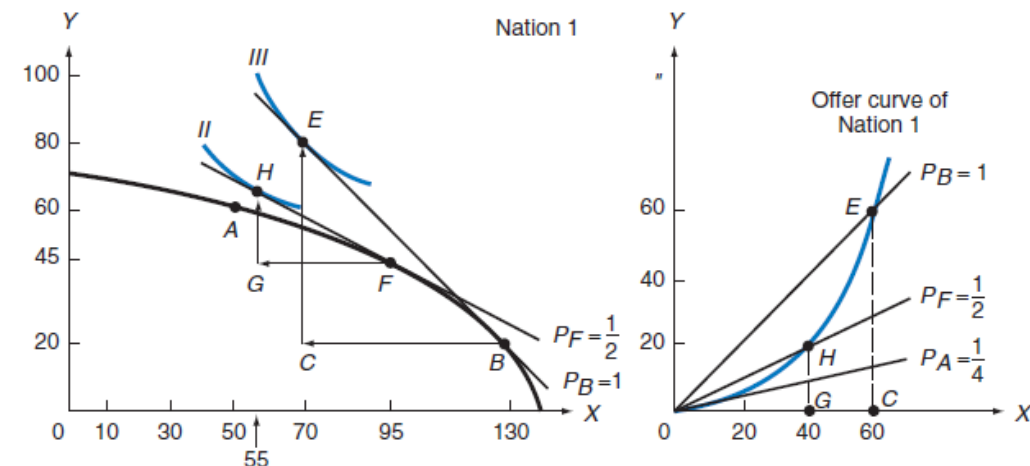 Y
Nation 1
100
80
60
45
20
III
II
E
H
A
G
F
C
B
P_F = 1/2
P_B = 1
X
0 10 30 50 70 95 130
55
Y
"
Offer curve of
Nation 1
P_B = 1
E
60
40
20
P_F = 1/2
H
P_A = 1/4
G
C
X
0 20 40 60